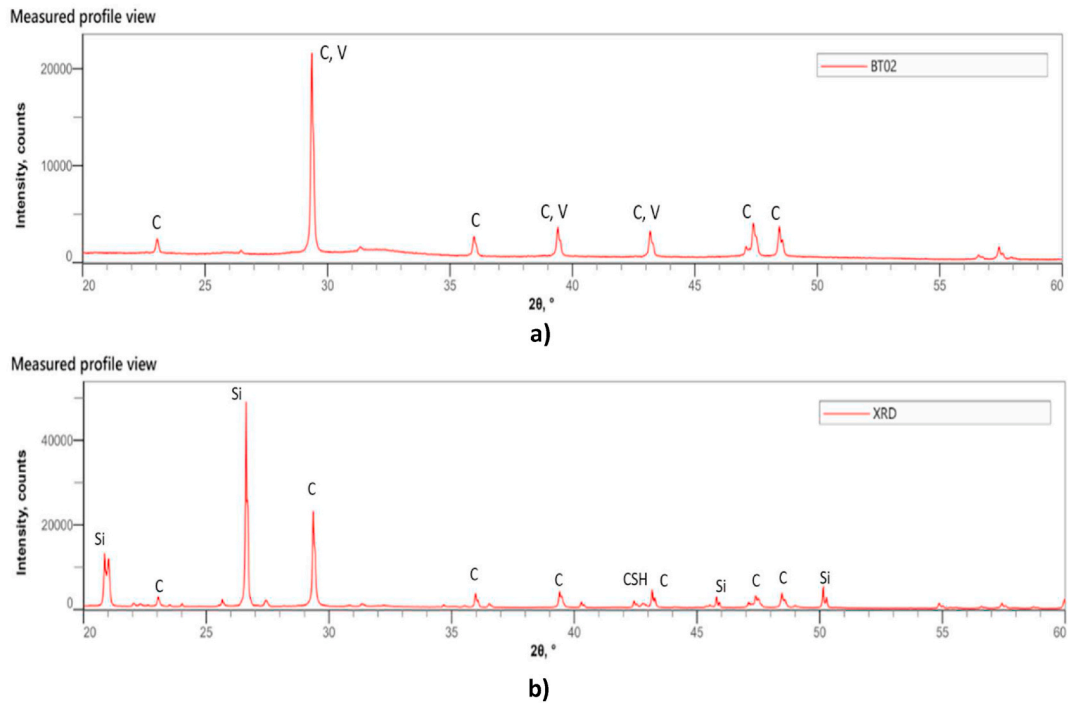 Measured profile view
Intensity, counts
20000
10000
0
C
C, V
C
C, V
C, V
C
C
BT02
20 25 30 35 40 45 50 55 60
2θ, °
a)
Measured profile view
Intensity, counts
40000
20000
0
Si
C
Si
C
C
C
CSH
C
Si
C
C
Si
XRD
20 25 30 35 40 45 50 55 60
2θ, °
b)